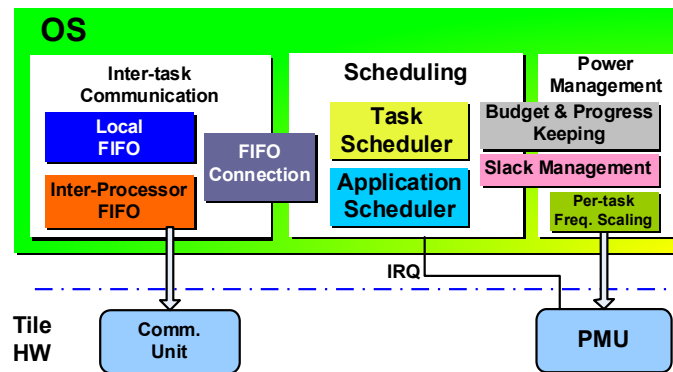 OS
Inter-task
Communication
Local
FIFO
Inter-Processor
FIFO
FIFO
Connection
Scheduling
Task
Scheduler
Application
Scheduler
Power
Management
Budget & Progress
Keeping
Slack Management
Per-task
Freq. Scaling
IRQ
Tile
HW
Comm.
Unit
PMU